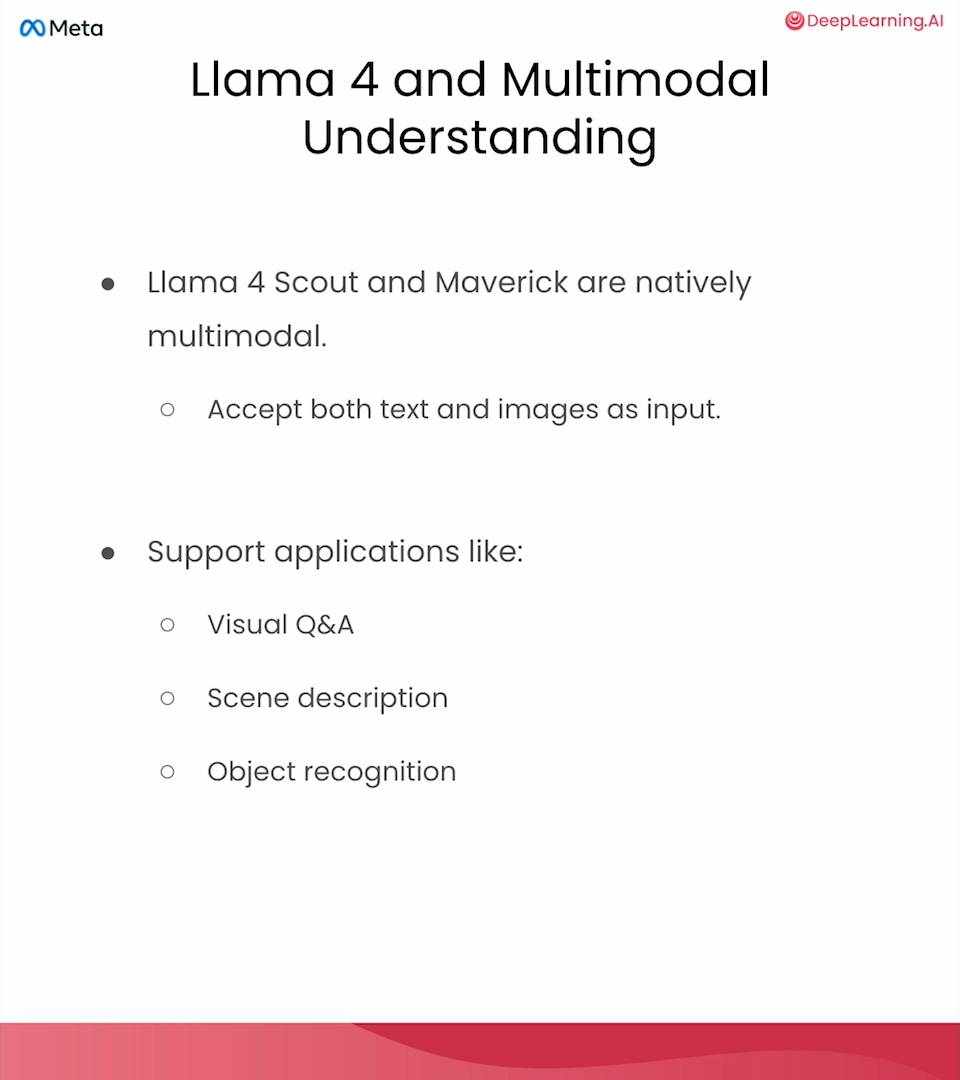 Meta
DeepLearning.AI
Llama 4 and Multimodal
Understanding
● Llama 4 Scout and Maverick are natively
multimodal.
○ Accept both text and images as input.
● Support applications like:
○ Visual Q&A
○ Scene description
○ Object recognition